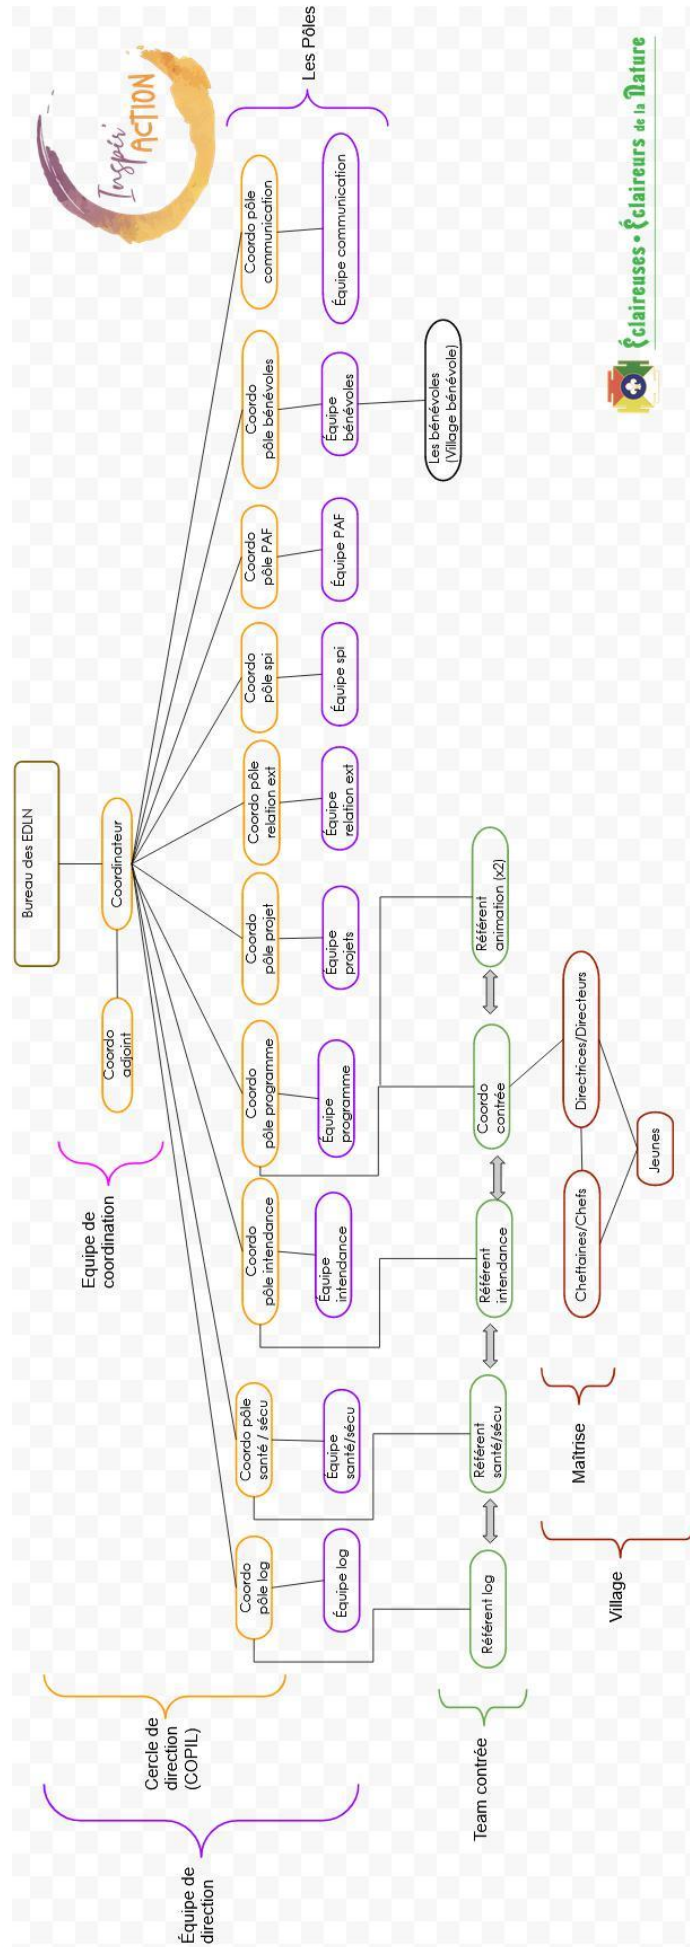 Inspir'
ACTION
Bureau des EDLN
Equipe de
coordination
Coordo
adjoint
Coordinateur
Cercle de
direction
(COPIL)
Équipe de
direction
Les Pôles
Coordo
pôle log
Coordo pôle
santé / sécu
Coordo
pôle intendance
Coordo
pôle programme
Coordo
pôle projet
Coordo pôle
relation ext
Coordo
pôle spi
Coordo
pôle PAF
Coordo
pôle bénévoles
Coordo pôle
communication
Équipe log
Équipe
santé/sécu
Équipe
intendance
Équipe
programme
Équipe
projets
Équipe
relation ext
Équipe spi
Équipe PAF
Équipe
bénévoles
Équipe communication
Les bénévoles
(Village bénévole)
Team contrée
Référent log
Référent
santé/sécu
Référent
intendance
Coordo
contrée
Référent
animation (x2)
Maîtrise
Cheftaines/Chefs
Directrices/Directeurs
Village
Jeunes
Éclaireuses • Éclaireurs de la Nature